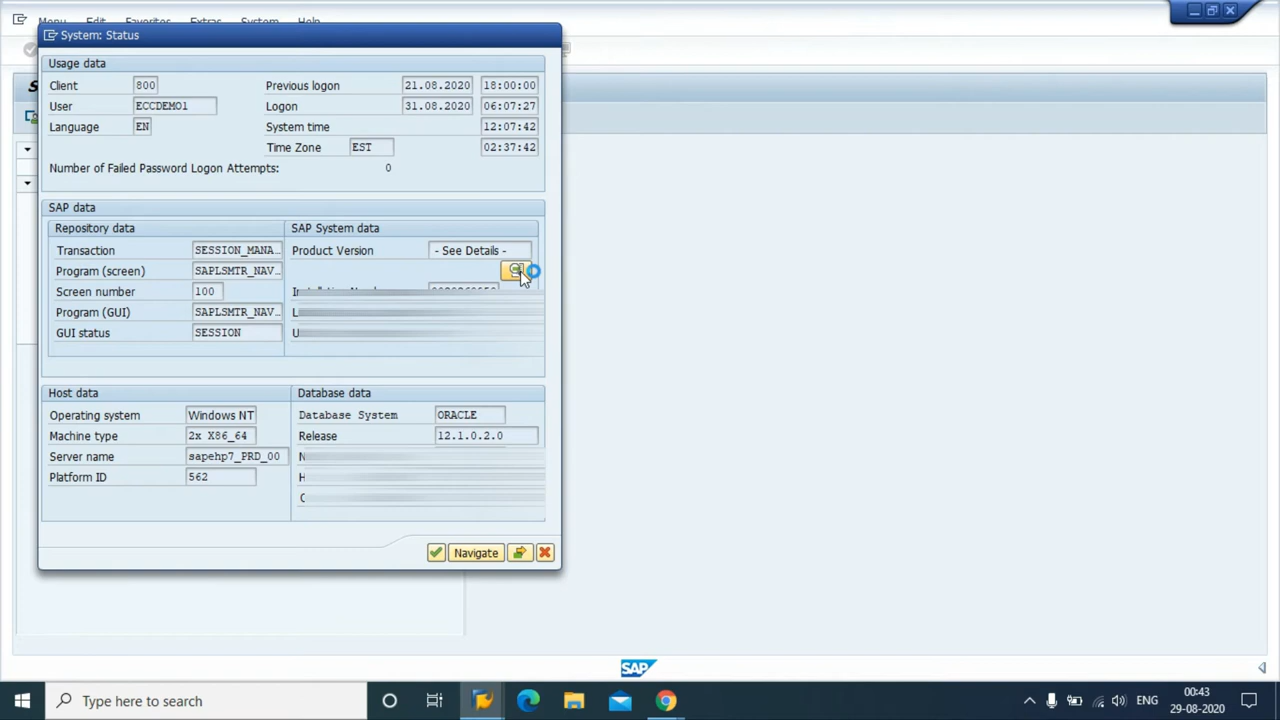 Menu Edit Favorites Extras System Help
System: Status
S
Usage data
Client 800 Previous logon 21.08.2020 18:00:00
User ECCDEMO1 Logon 31.08.2020 06:07:27
Language EN System time 12:07:42
Time Zone EST 02:37:42
Number of Failed Password Logon Attempts: 0
SAP data
Repository data SAP System data
Transaction SESSION_MANA.. Product Version - See Details -
Program (screen) SAPLSMTR_NAV..
Screen number 100
Program (GUI) SAPLSMTR_NAV.. L
GUI status SESSION U
Host data Database data
Operating system Windows NT Database System ORACLE
Machine type 2x X86_64 Release 12.1.0.2.0
Server name sapehp7_PRD_00 N
Platform ID 562 H
C
Navigate
SAP
Type here to search
ENG
00:43
29-08-2020